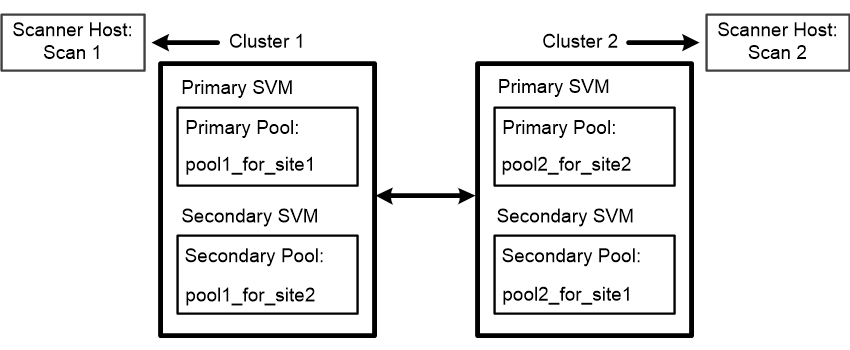 Scanner Host:
Scan 1
Cluster 1
Cluster 2
Scanner Host:
Scan 2
Primary SVM
Primary Pool:
pool1_for_site1
Secondary SVM
Secondary Pool:
pool1_for_site2
Primary SVM
Primary Pool:
pool2_for_site2
Secondary SVM
Secondary Pool:
pool2_for_site1